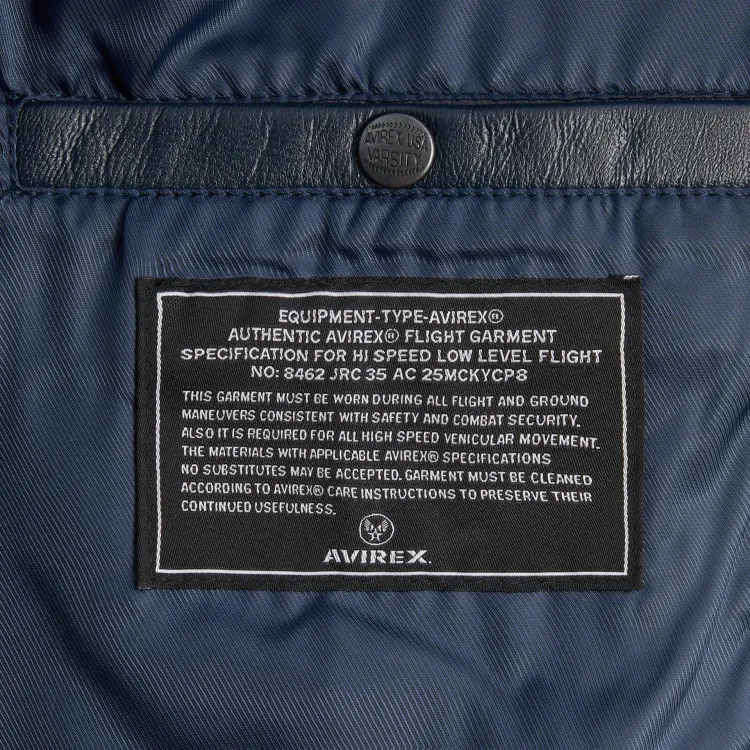 AVIREX USA
VARSITY
EQUIPMENT-TYPE-AVIREX®
AUTHENTIC AVIREX® FLIGHT GARMENT
SPECIFICATION FOR HI SPEED LOW LEVEL FLIGHT
NO: 8462 JRC 35 AC 25MCKYCP8
THIS GARMENT MUST BE WORN DURING ALL FLIGHT AND GROUND
MANEUVERS CONSISTENT WITH SAFETY AND COMBAT SECURITY.
ALSO IT IS REQUIRED FOR ALL HIGH SPEED VENICULAR MOVEMENT.
THE MATERIALS WITH APPLICABLE AVIREX® SPECIFICATIONS
NO SUBSTITUTES MAY BE ACCEPTED. GARMENT MUST BE CLEANED
ACCORDING TO AVIREX® CARE INSTRUCTIONS TO PRESERVE THEIR
CONTINUED USEFULNESS.
AVIREX.